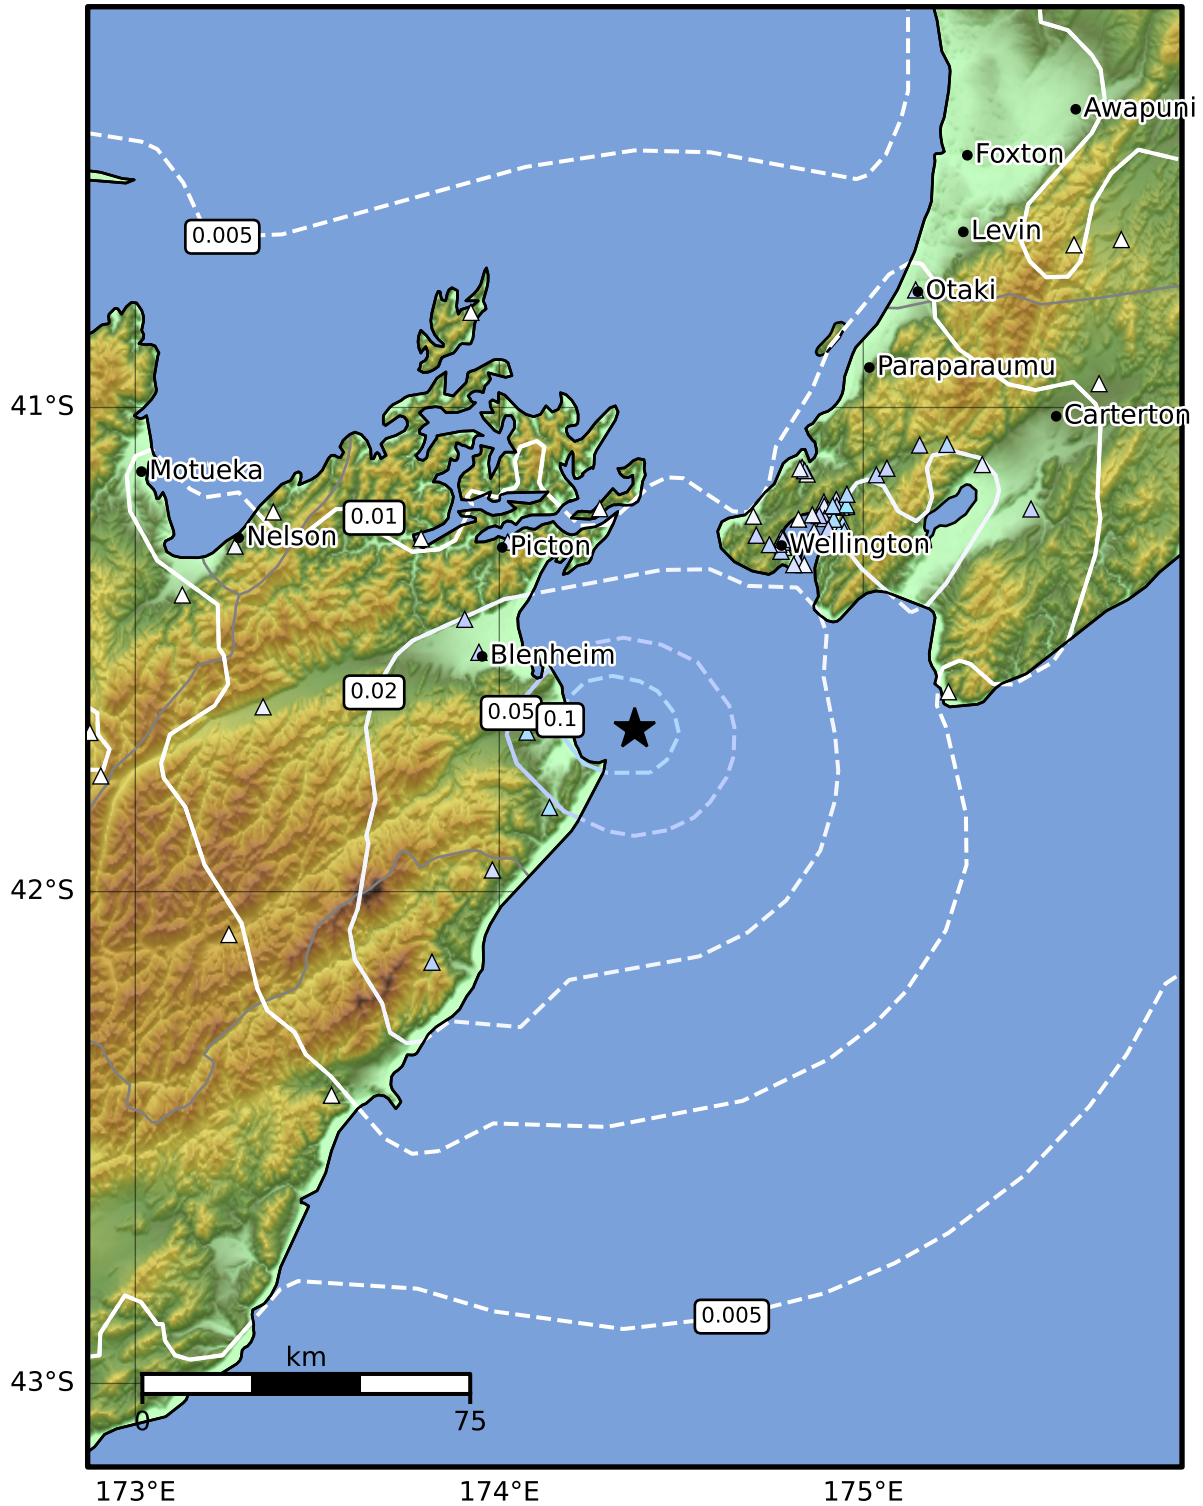 Awapuni
Foxton
Levin
0.005
Otaki
Paraparaumu
41°S
Carterton
Motueka
0.01
Nelson
Picton
Wellington
Blenheim
0.02
0.05
0.1
42°S
0.005
km
43°S
0
75
173°E
174°E
175°E